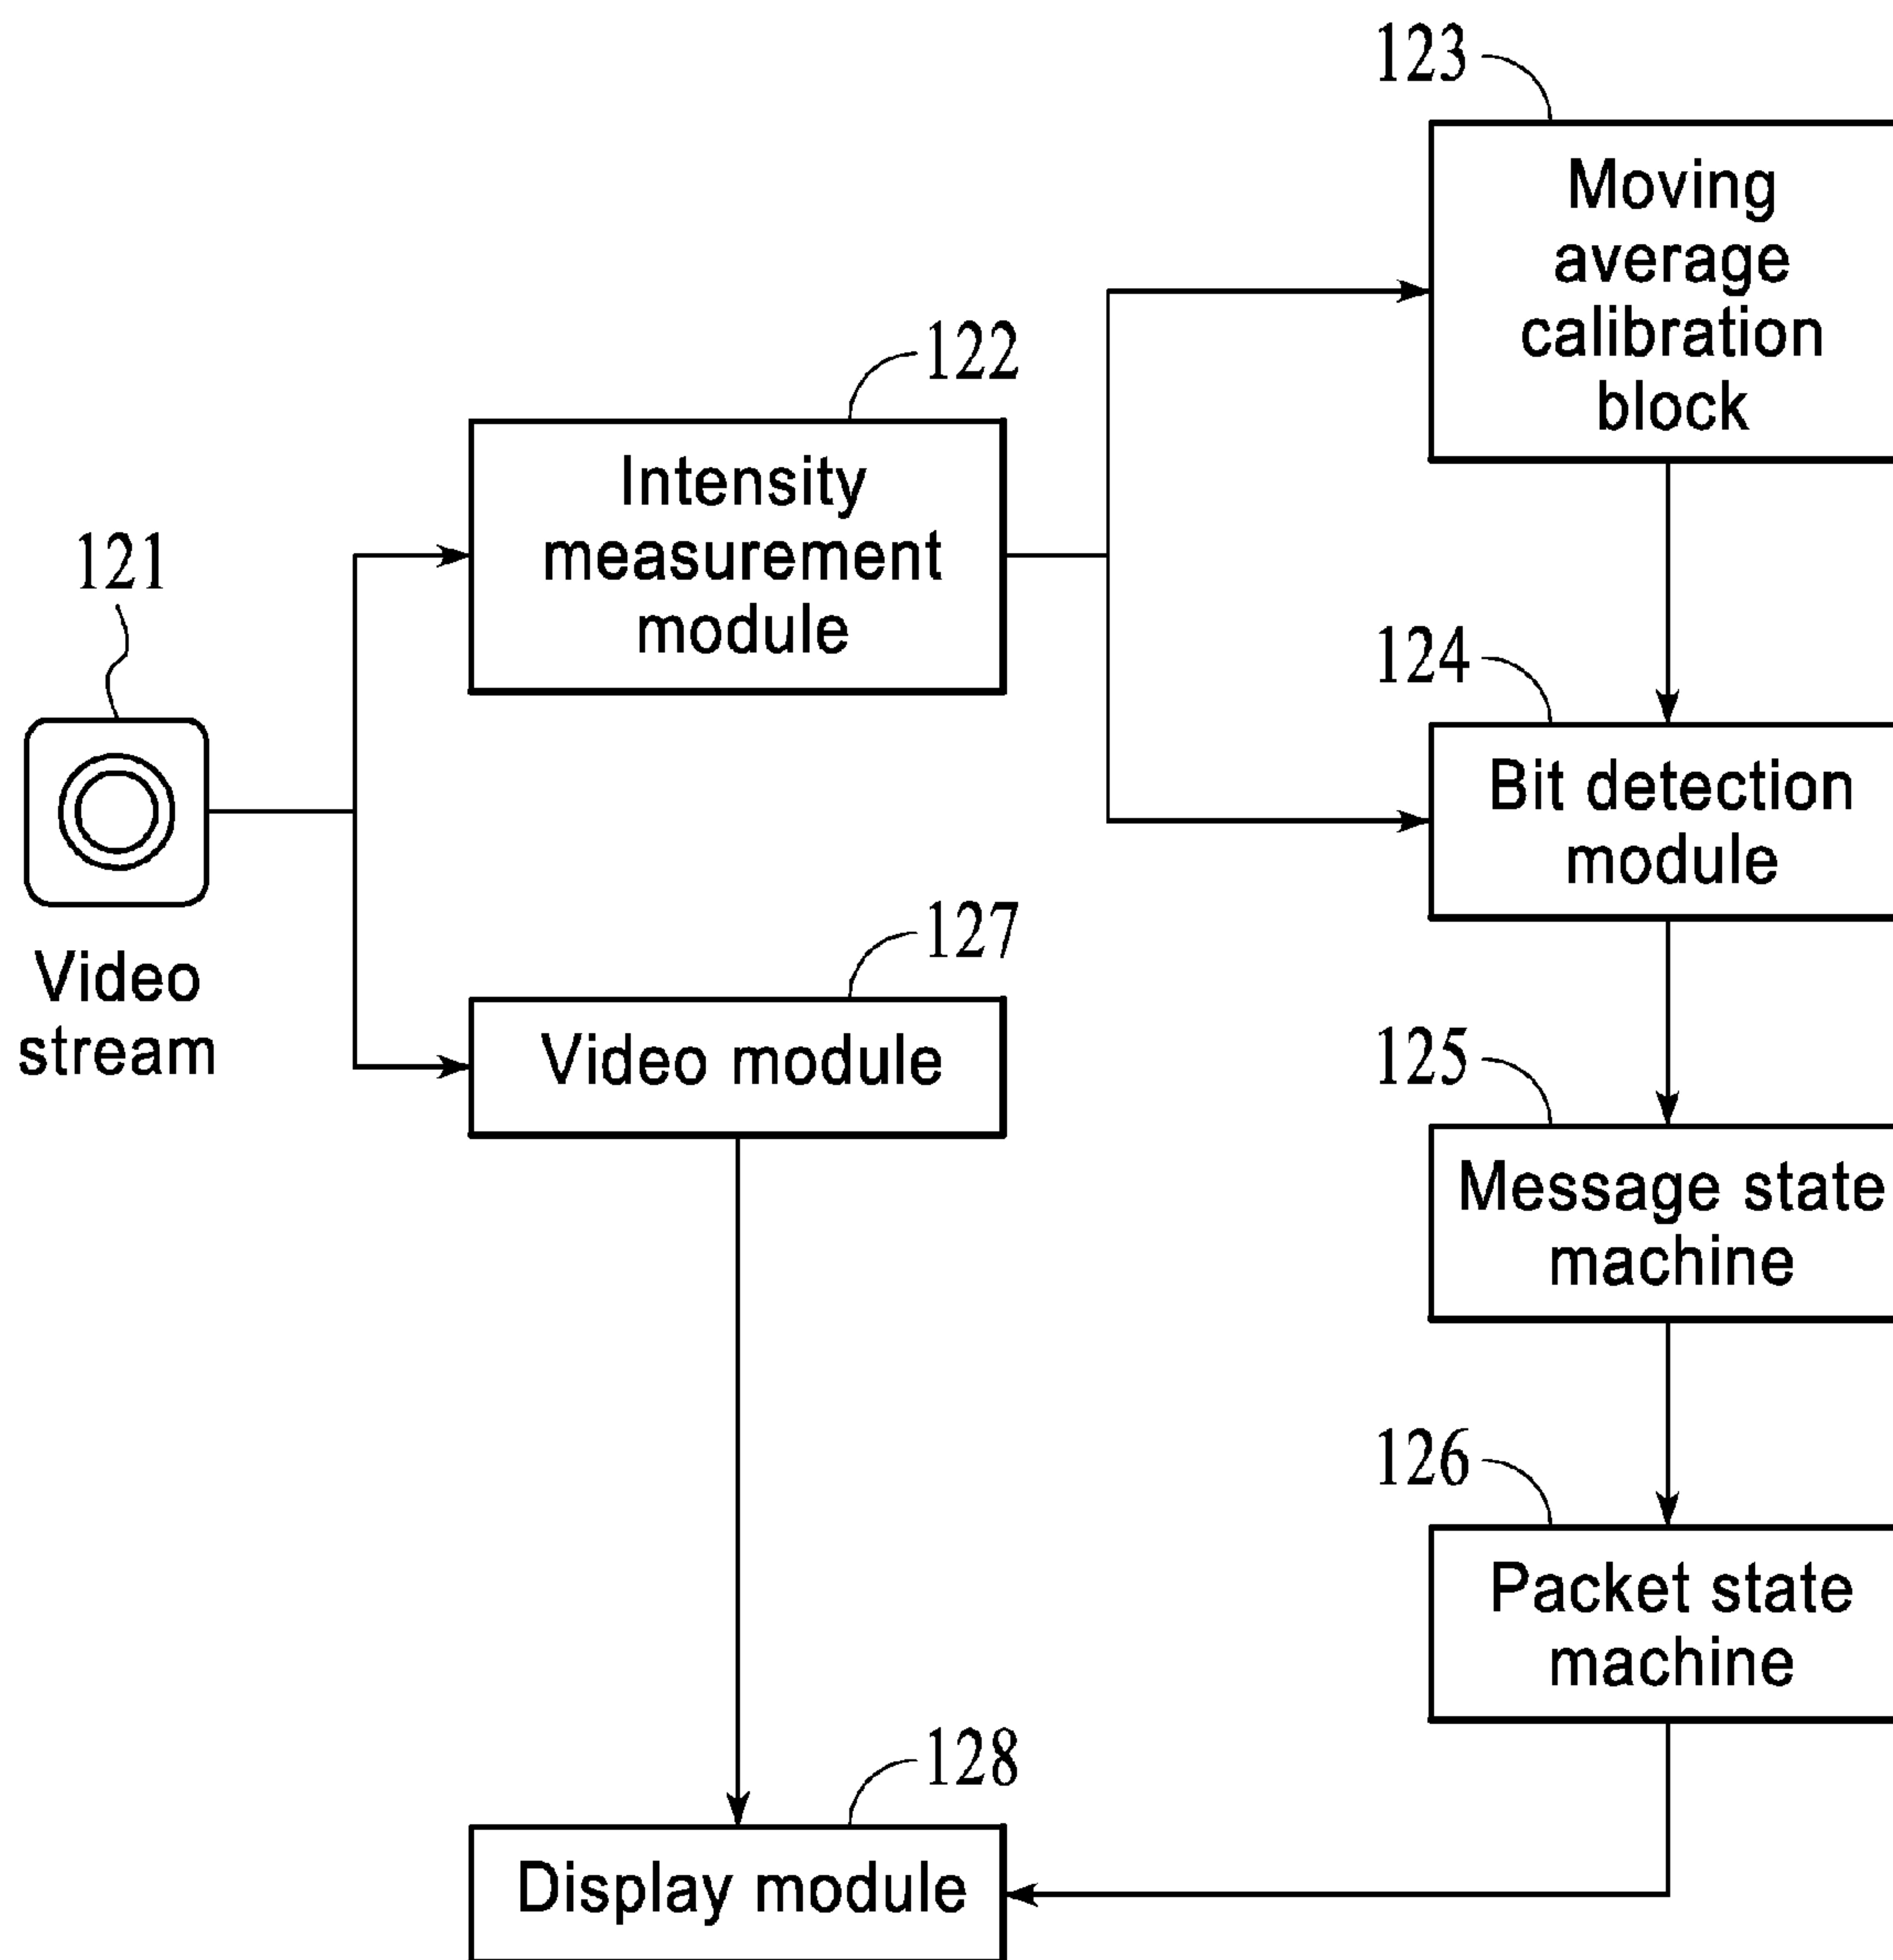 123
Moving
average
calibration
block
122
Intensity
measurement
module
121
Video
stream
124
Bit detection
module
127
Video module
125
Message state
machine
126
Packet state
machine
128
Display module